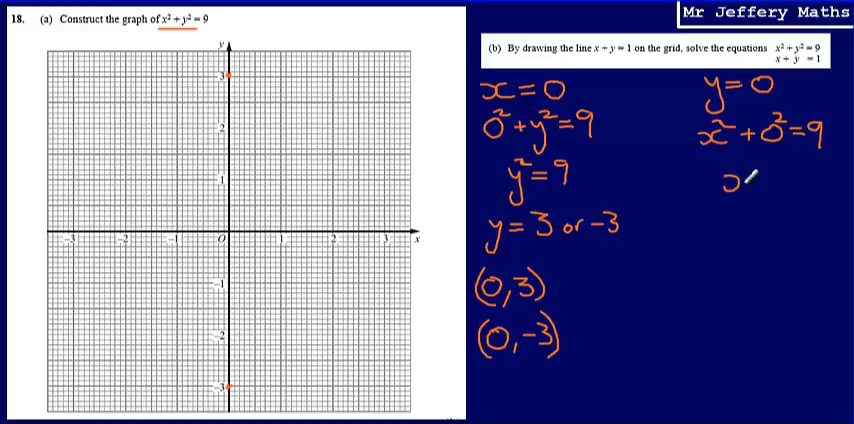 Mr Jeffery Maths
18. (a) Construct the graph of x² + y² = 9
(b) By drawing the line x + y = 1 on the grid, solve the equations x² + y² = 9
x + y = 1
y
3
2
1
-3 -2 -1 O 1 2 3 x
-1
-2
-3
x = 0
0² + y² = 9
y² = 9
y = 3 or -3
(0, 3)
(0, -3)
y = 0
x² + 0² = 9